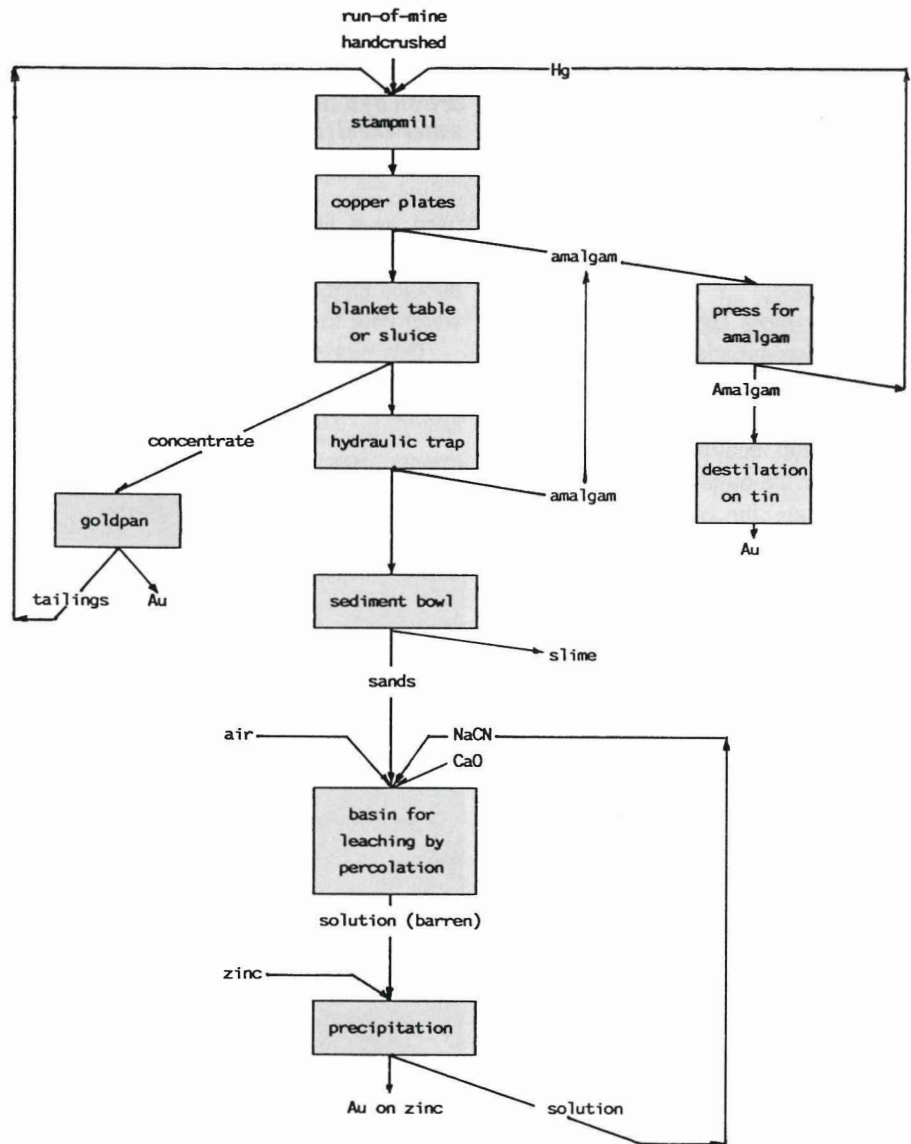 run-of-mine
handcrushed
Hg
stampmill
copper plates
amalgam
blanket table
or sluice
press for
amalgam
Amalgam
concentrate
hydraulic trap
destilation
on tin
amalgam
goldpan
Au
tailings
Au
sediment bowl
slime
sands
air
NaCN
CaO
basin for
leaching by
percolation
solution (barren)
zinc
precipitation
Au on zinc
solution